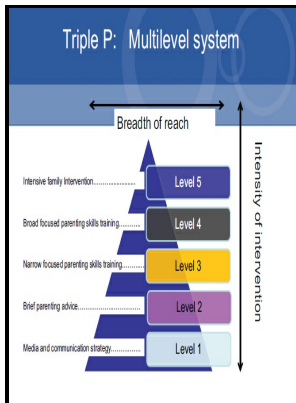 Triple P: Multilevel system
Breadth of reach
Intensive family Intervention.....................
Level 5
Broad focused parenting skills training...........
Level 4
Narrow focused parenting skills training..........
Level 3
Brief parenting advice..............................
Level 2
Media and communication strategy...............
Level 1
Intensity of intervention